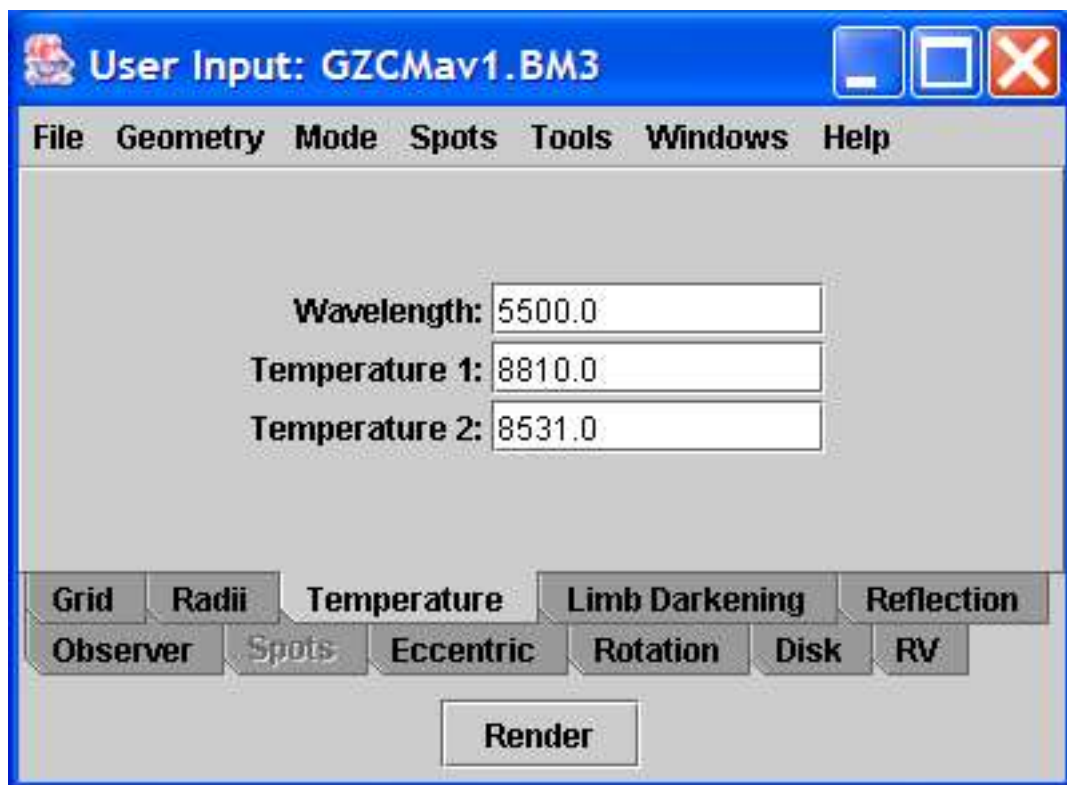 User Input: GZCMav1.BM3
File Geometry Mode Spots Tools Windows Help
Wavelength: 5500.0
Temperature 1: 8810.0
Temperature 2: 8531.0
Grid Radii Temperature Limb Darkening Reflection
Observer Spots Eccentric Rotation Disk RV
Render